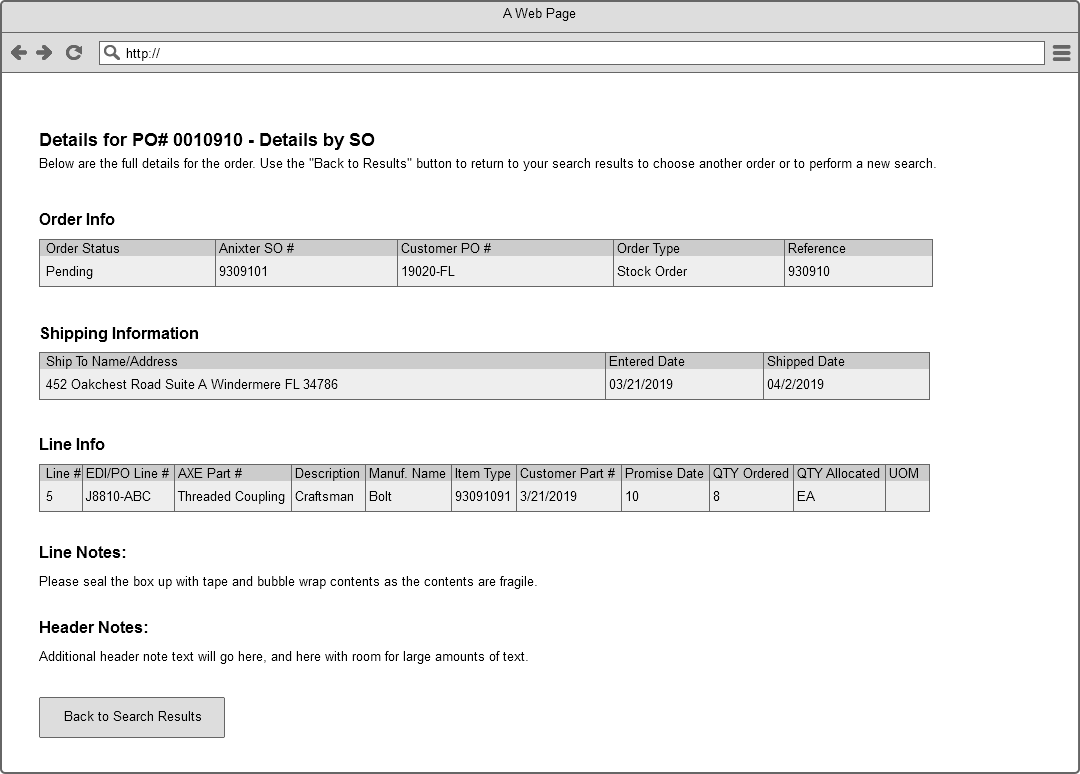 A Web Page
http://
Details for PO# 0010910 - Details by SO
Below are the full details for the order. Use the "Back to Results" button to return to your search results to choose another order or to perform a new search.
Order Info
Order Status Anixter SO # Customer PO # Order Type Reference
Pending 9309101 19020-FL Stock Order 930910
Shipping Information
Ship To Name/Address Entered Date Shipped Date
452 Oakchest Road Suite A Windermere FL 34786 03/21/2019 04/2/2019
Line Info
Line # EDI/PO Line # AXE Part # Description Manuf. Name Item Type Customer Part # Promise Date QTY Ordered QTY Allocated UOM
5 J8810-ABC Threaded Coupling Craftsman Bolt 93091091 3/21/2019 10 8 EA
Line Notes:
Please seal the box up with tape and bubble wrap contents as the contents are fragile.
Header Notes:
Additional header note text will go here, and here with room for large amounts of text.
Back to Search Results